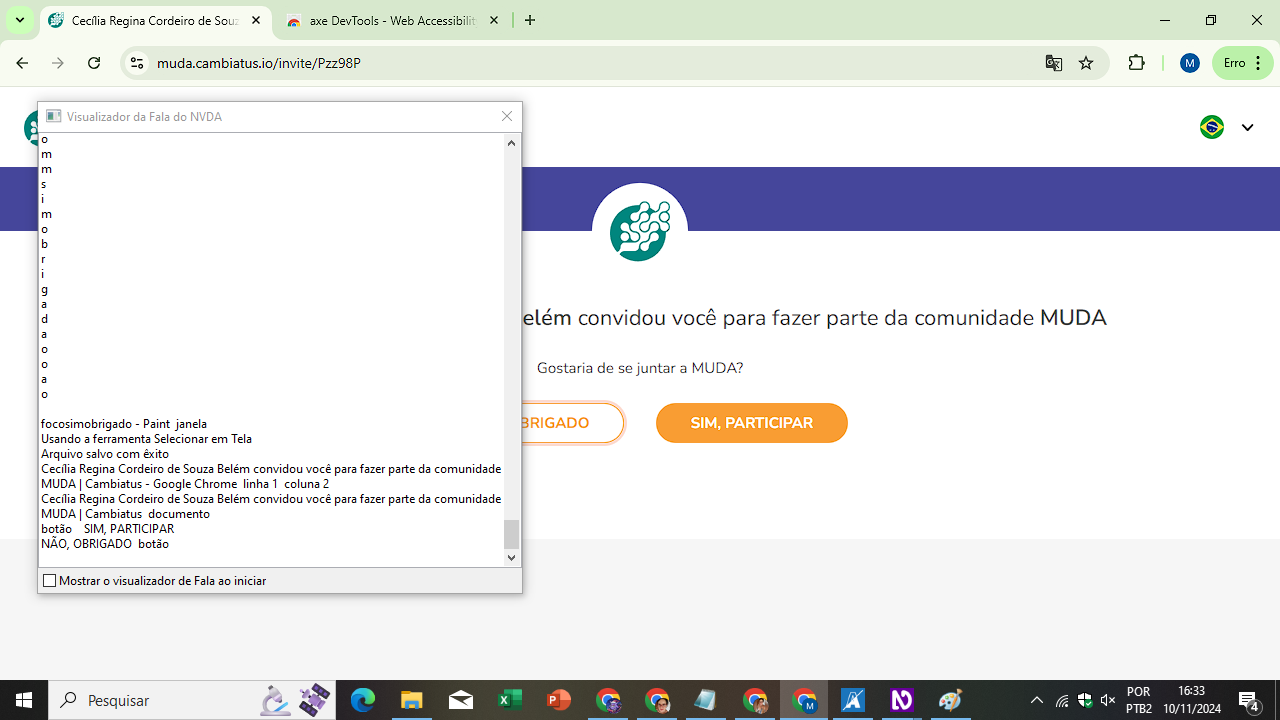 Cecília Regina Cordeiro de Souz
axe DevTools - Web Accessibilit
muda.cambiatus.io/invite/Pzz98P
M
Erro
Visualizador da Fala do NVDA
o
m
m
s
i
m
o
b
r
i
g
a
d
a
o
o
a
o
focosimobrigado - Paint janela
Usando a ferramenta Selecionar em Tela
Arquivo salvo com êxito
Cecília Regina Cordeiro de Souza Belém convidou você para fazer parte da comunidade
MUDA | Cambiatus - Google Chrome linha 1 coluna 2
Cecília Regina Cordeiro de Souza Belém convidou você para fazer parte da comunidade
MUDA | Cambiatus documento
botão SIM, PARTICIPAR
NÃO, OBRIGADO botão
Mostrar o visualizador de Fala ao iniciar
elém convidou você para fazer parte da comunidade MUDA
Gostaria de se juntar a MUDA?
BRIGADO
SIM, PARTICIPAR
Pesquisar
POR
PTB2
16:33
10/11/2024
4